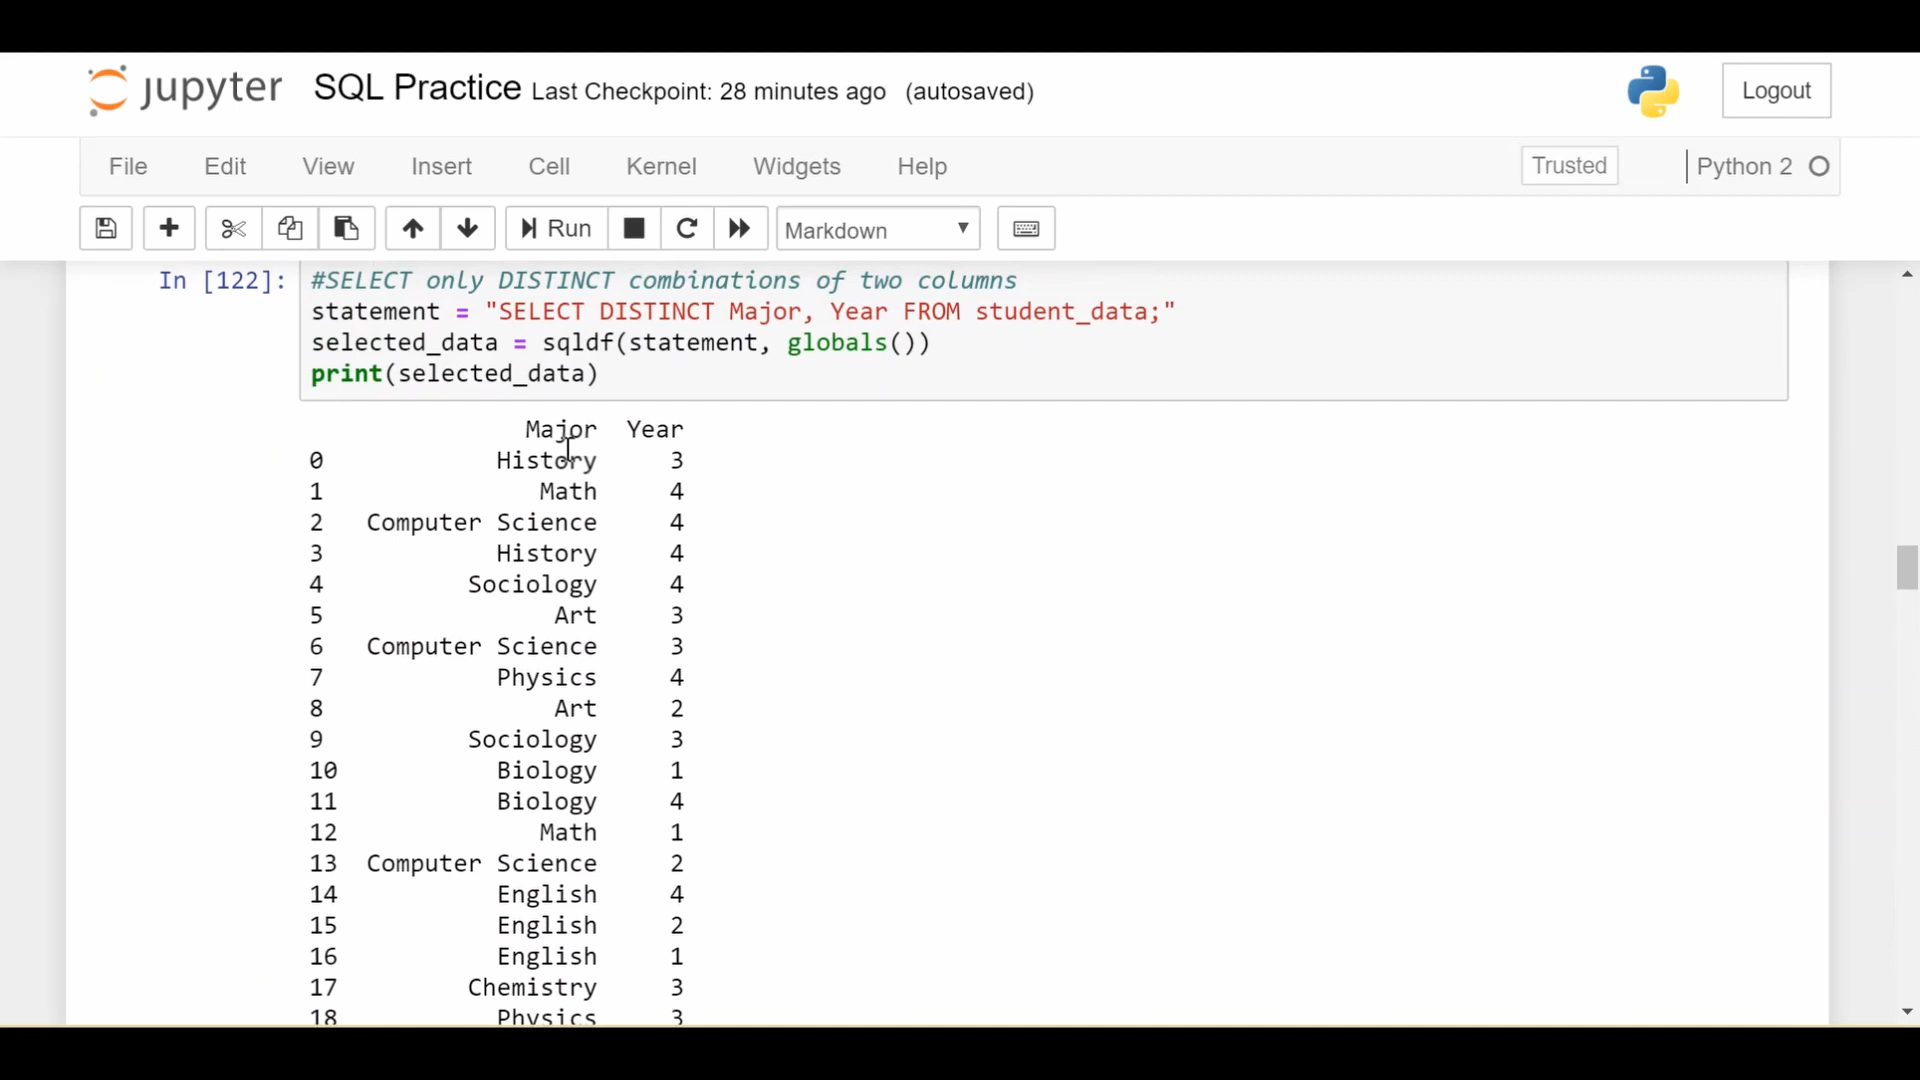 jupyter SQL Practice Last Checkpoint: 28 minutes ago (autosaved) Logout
File Edit View Insert Cell Kernel Widgets Help Trusted Python 2
Run Markdown
In [122]: #SELECT only DISTINCT combinations of two columns
statement = "SELECT DISTINCT Major, Year FROM student_data;"
selected_data = sqldf(statement, globals())
print(selected_data)
Major Year
0 History 3
1 Math 4
2 Computer Science 4
3 History 4
4 Sociology 4
5 Art 3
6 Computer Science 3
7 Physics 4
8 Art 2
9 Sociology 3
10 Biology 1
11 Biology 4
12 Math 1
13 Computer Science 2
14 English 4
15 English 2
16 English 1
17 Chemistry 3
18 Physics 3